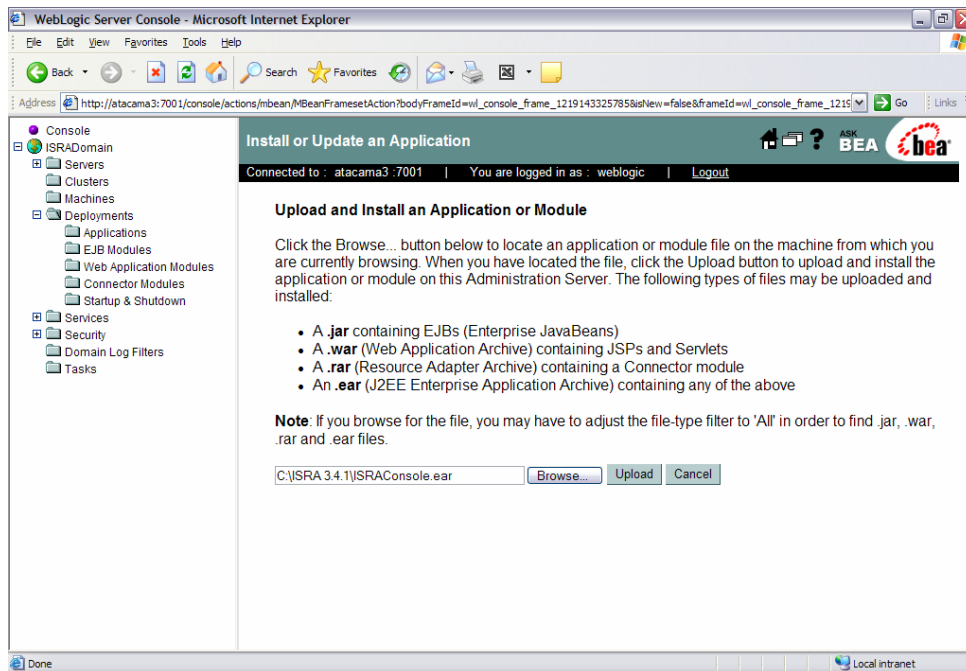 WebLogic Server Console - Microsoft Internet Explorer
File Edit View Favorites Tools Help
Back Search Favorites
Address http://atacama3:7001/console/actions/mbean/MBeanFramesetAction?bodyFrameId=wl_console_frame_1219143325785&isNew=false&frameId=wl_console_frame_1219 Go Links
Console
ISRADomain
Servers
Clusters
Machines
Deployments
Applications
EJB Modules
Web Application Modules
Connector Modules
Startup & Shutdown
Services
Security
Domain Log Filters
Tasks
Install or Update an Application
? ASK BEA bea
Connected to : atacama3 :7001 | You are logged in as : weblogic | Logout
Upload and Install an Application or Module
Click the Browse... button below to locate an application or module file on the machine from which you
are currently browsing. When you have located the file, click the Upload button to upload and install the
application or module on this Administration Server. The following types of files may be uploaded and
installed:
• A .jar containing EJBs (Enterprise JavaBeans)
• A .war (Web Application Archive) containing JSPs and Servlets
• A .rar (Resource Adapter Archive) containing a Connector module
• An .ear (J2EE Enterprise Application Archive) containing any of the above
Note: If you browse for the file, you may have to adjust the file-type filter to 'All' in order to find .jar, .war,
.rar and .ear files.
C:\ISRA 3.4.1\ISRAConsole.ear Browse... Upload Cancel
Done Local intranet